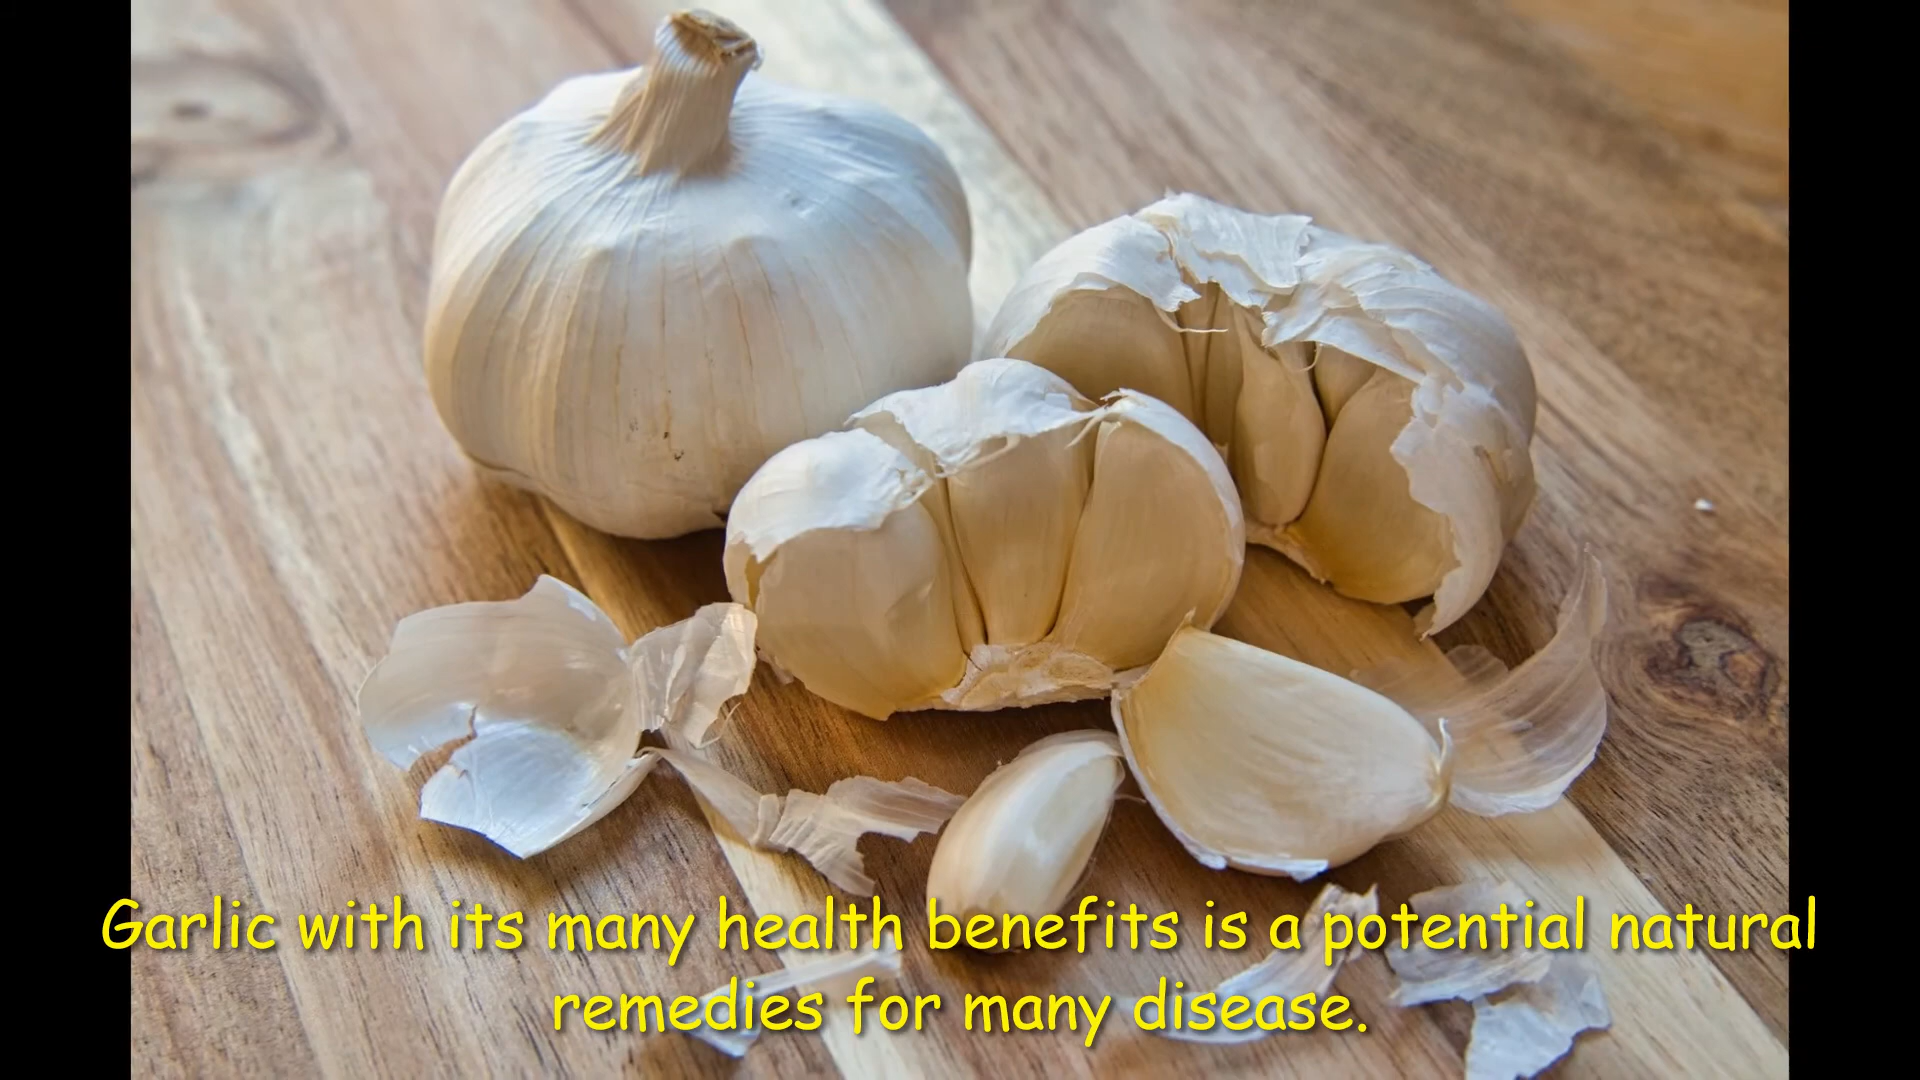 Garlic with its many health benefits is a potential natural
remedies for many disease.